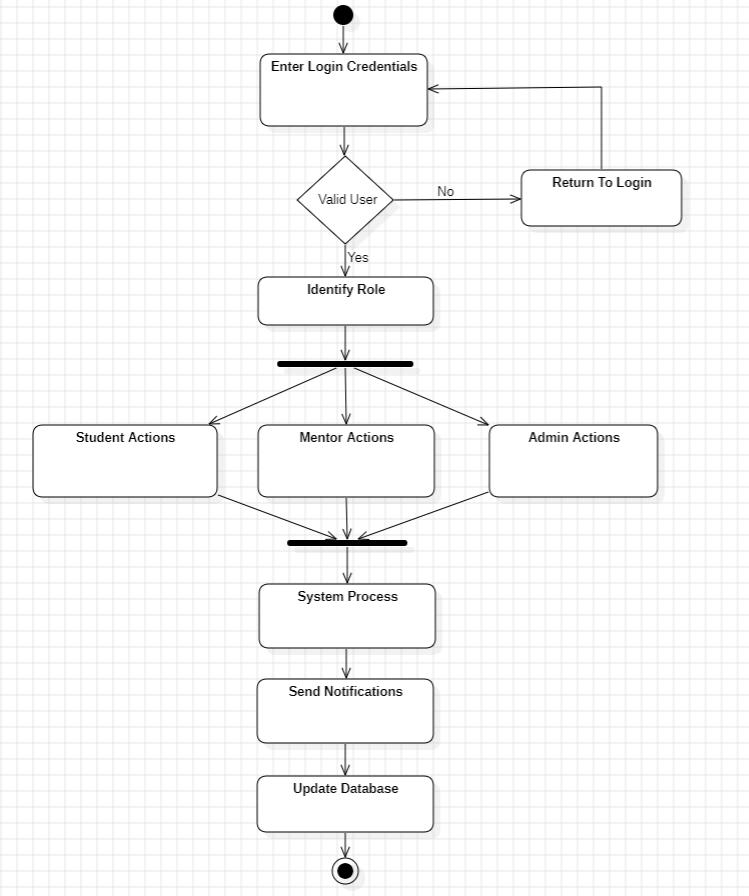 Enter Login Credentials
Valid User
No
Return To Login
Yes
Identify Role
Student Actions
Mentor Actions
Admin Actions
System Process
Send Notifications
Update Database